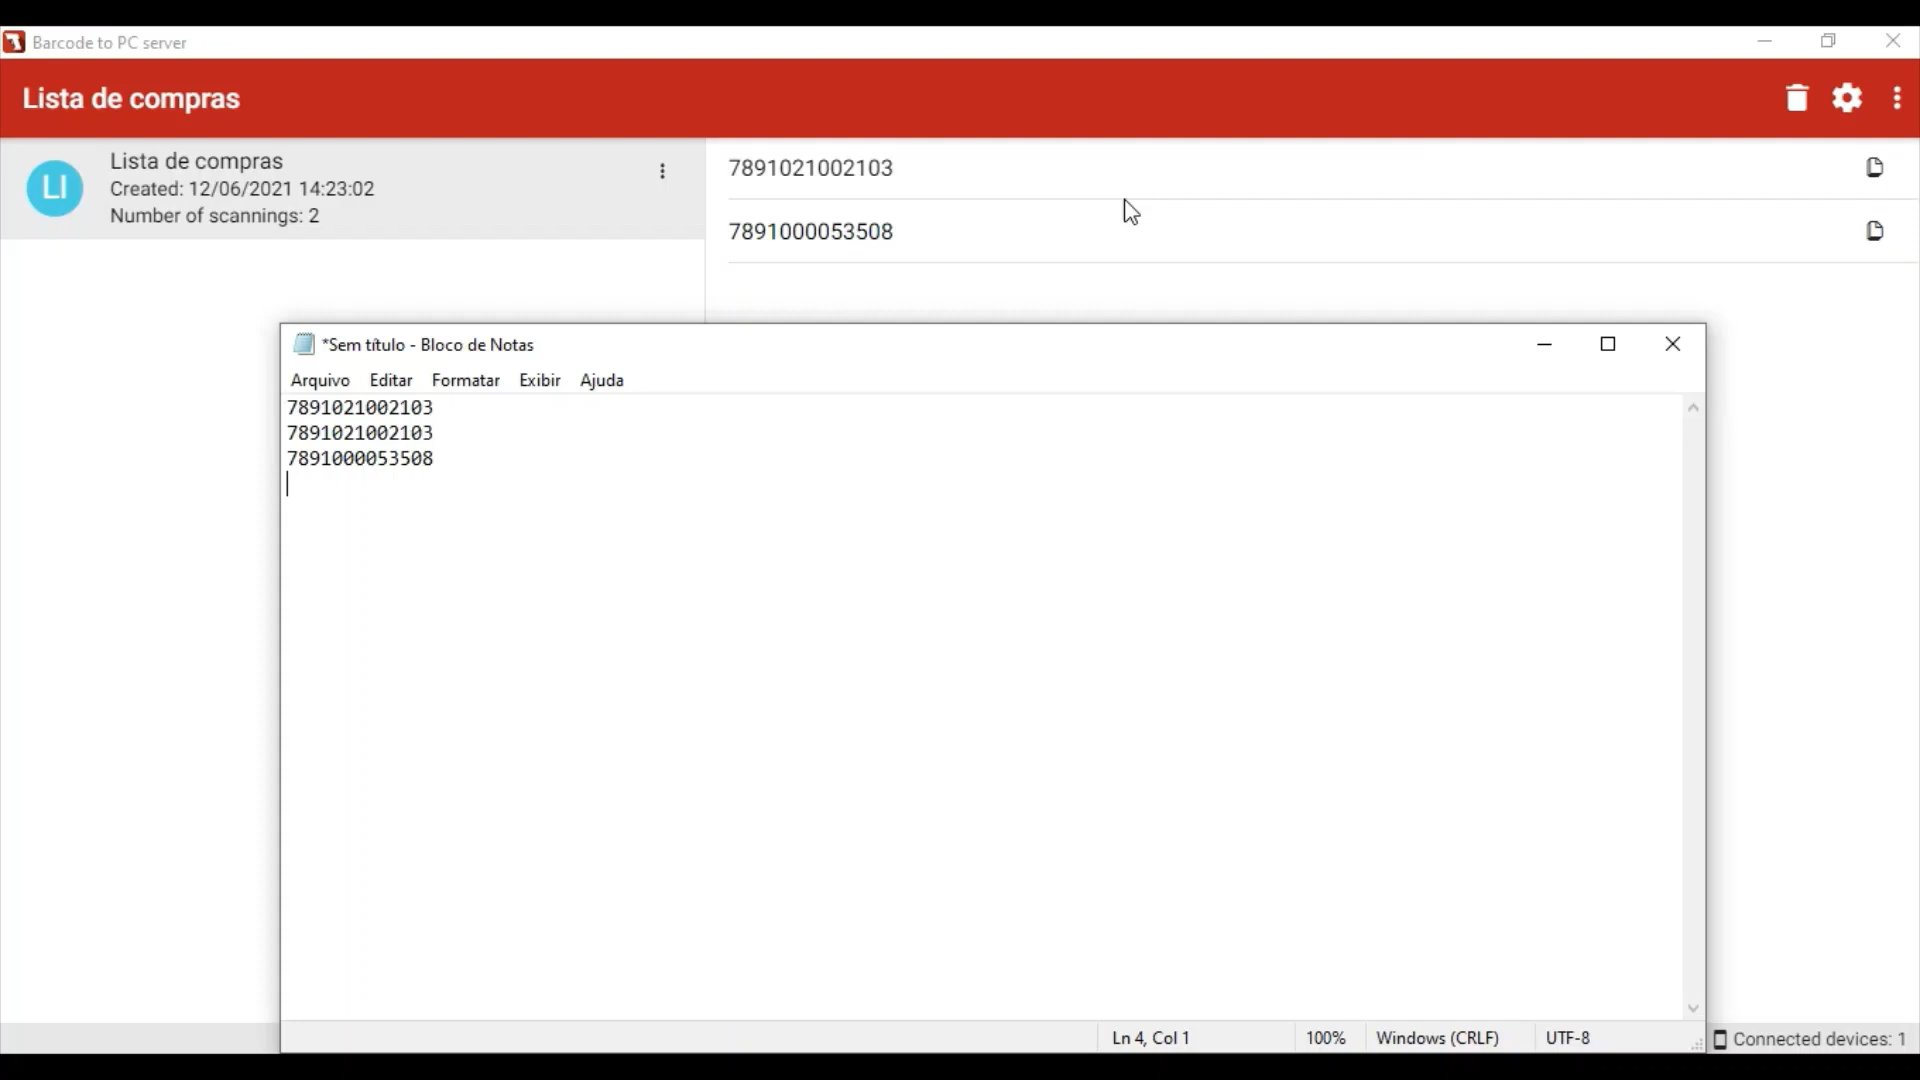 Barcode to PC server
Lista de compras
LI
Lista de compras
Created: 12/06/2021 14:23:02
Number of scannings: 2
7891021002103
7891000053508
*Sem título - Bloco de Notas
Arquivo Editar Formatar Exibir Ajuda
7891021002103
7891021002103
7891000053508
Ln 4, Col 1 100% Windows (CRLF) UTF-8
Connected devices: 1